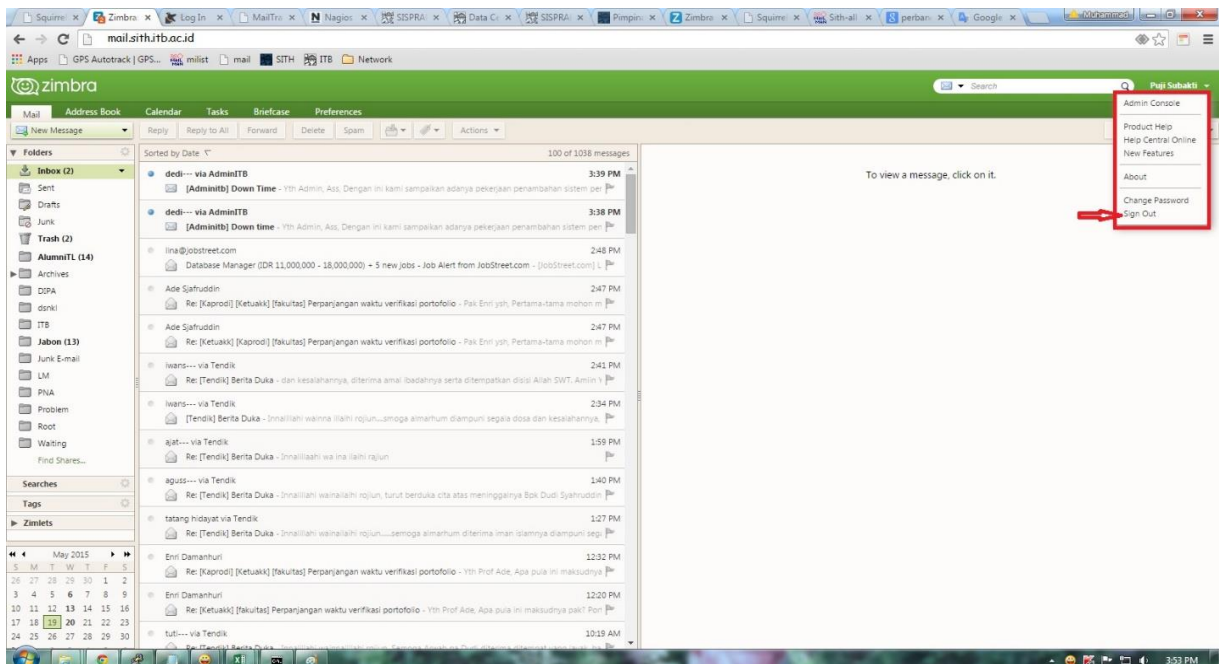 Squirre
Zimbra
Log In
MailTra
Nagios
SISPRA
Data Ce
SISPRA
Pimpin
Zimbra
Squirre
Sith-all
perban
Google
Muhammad
mail.sith.itb.ac.id
Apps
GPS Autotrack | GPS...
milist
mail
SITH
ITB
Network
zimbra
Search
Puji Subakti
Mail
Address Book
Calendar
Tasks
Briefcase
Preferences
New Message
Reply
Reply to All
Forward
Delete
Spam
Actions
Admin Console
Product Help
Help Central Online
New Features
About
Change Password
Sign Out
Folders
Inbox (2)
Sent
Drafts
Junk
Trash (2)
AlumniTL (14)
Archives
DIPA
dsnkl
ITB
Jabon (13)
Junk E-mail
LM
PNA
Problem
Root
Waiting
Find Shares...
Searches
Tags
Zimlets
May 2015
S M T W T F S
26 27 28 29 30 1 2
3 4 5 6 7 8 9
10 11 12 13 14 15 16
17 18 19 20 21 22 23
24 25 26 27 28 29 30
Sorted by Date
100 of 1038 messages
dedi--- via AdminITB 3:39 PM
[Adminitb] Down Time - Yth Admin, Ass, Dengan ini kami sampaikan adanya pekerjaan penambahan sistem per
dedi--- via AdminITB 3:38 PM
[Adminitb] Down time - Yth Admin, Ass, Dengan ini kami sampaikan adanya pekerjaan penambahan sistem per
lina@jobstreet.com 2:48 PM
Database Manager (IDR 11,000,000 - 18,000,000) + 5 new jobs - Job Alert from JobStreet.com - [JobStreet.com] L
Ade Sjafruddin 2:47 PM
Re: [Kaprodi] [Ketuakk] [fakultas] Perpanjangan waktu verifikasi portofolio - Pak Enri ysh, Pertama-tama mohon m
Ade Sjafruddin 2:47 PM
Re: [Ketuakk] [Kaprodi] [fakultas] Perpanjangan waktu verifikasi portofolio - Pak Enri ysh, Pertama-tama mohon m
iwans--- via Tendik 2:41 PM
Re: [Tendik] Berita Duka - dan kesalahannya, diterima amal ibadahnya serta ditempatkan disisi Allah SWT. Amiin Y
iwans--- via Tendik 2:34 PM
[Tendik] Berita Duka - Innalillahi wainna illaihi rojiun....smoga almarhum diampuni segala dosa dan kesalahannya,
ajat--- via Tendik 1:59 PM
Re: [Tendik] Berita Duka - Innalillaahi wa ina ilaihi rajiun
aguss--- via Tendik 1:40 PM
Re: [Tendik] Berita Duka - Innalillahi wainailaihi rojiun, turut berduka cita atas meninggalnya Bpk Dudi Syahruddin
tatang hidayat via Tendik 1:27 PM
Re: [Tendik] Berita Duka - Innalillahi wainailaihi rojiun.....semoga almarhum diterima iman islamnya diampuni seg
Enri Damanhuri 12:32 PM
Re: [Kaprodi] [Ketuakk] [fakultas] Perpanjangan waktu verifikasi portofolio - Yth Prof Ade, Apa pula ini maksudnya
Enri Damanhuri 12:20 PM
Re: [Ketuakk] [fakultas] Perpanjangan waktu verifikasi portofolio - Yth Prof Ade, Apa pula ini maksudnya pak? Pori
tuti--- via Tendik 10:19 AM
To view a message, click on it.
3:53 PM